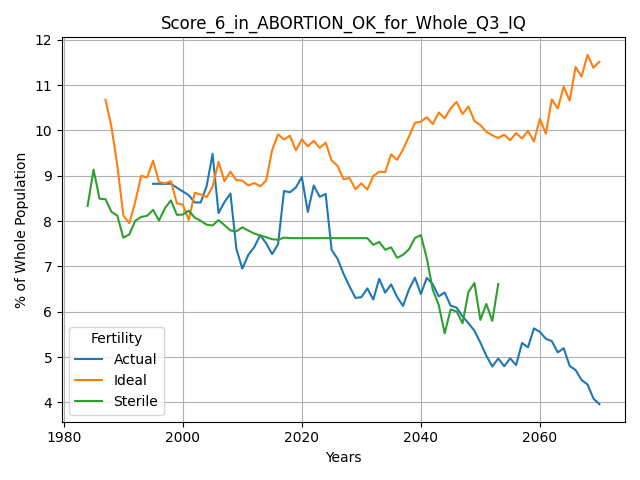 Score_6_in_ABORTION_OK_for_Whole_Q3_IQ
% of Whole Population
12
11
10
9
8
7
6
5
4
Fertility
Actual
Ideal
Sterile
1980
2000
2020
2040
2060
Years